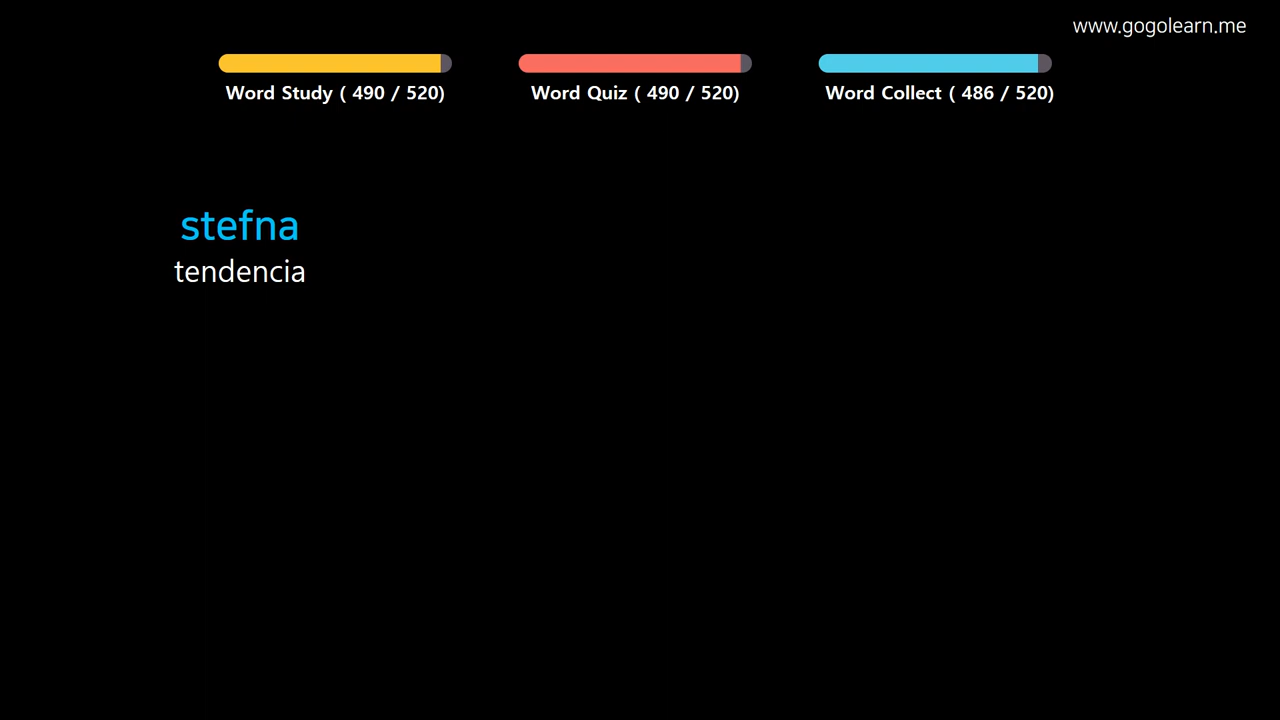 www.gogolearn.me
Word Study ( 490 / 520)
Word Quiz ( 490 / 520)
Word Collect ( 486 / 520)
stefna
tendencia